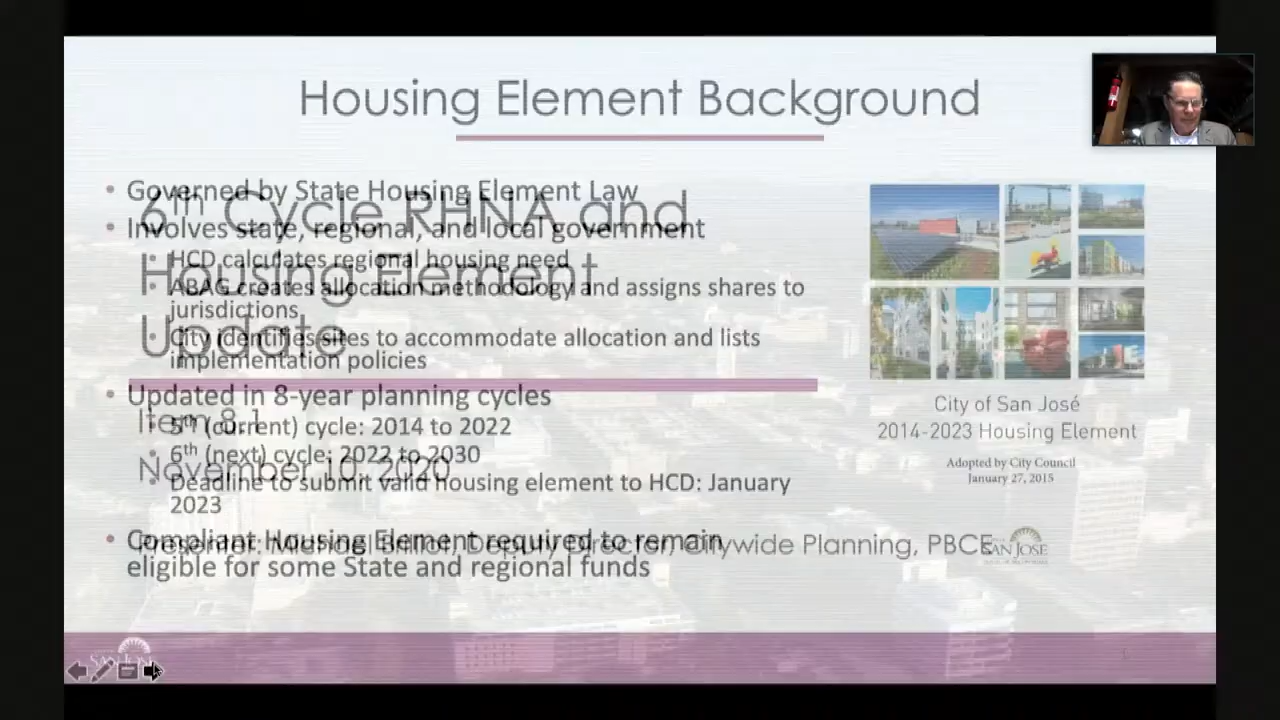 Housing Element Background
• Governed by State Housing Element Law
6th Cycle RHNA and
• Involves state, regional, and local government
• HCD calculates regional housing need
Housing Element
• ABAG creates allocation methodology and assigns shares to
jurisdictions
Update
• City identifies sites to accommodate allocation and lists
implementation policies
• Updated in 8-year planning cycles
Item 8.1
• 5th (current) cycle: 2014 to 2022
• 6th (next) cycle: 2022 to 2030
November 10, 2020
• Deadline to submit valid housing element to HCD: January
2023
• Compliant Housing Element required to remain
Presenter: Michael Brilliot, Deputy Director, Citywide Planning, PBCE
eligible for some State and regional funds
City of San José
2014-2023 Housing Element
Adopted by City Council
January 27, 2015
SAN JOSE
SAN JOSE